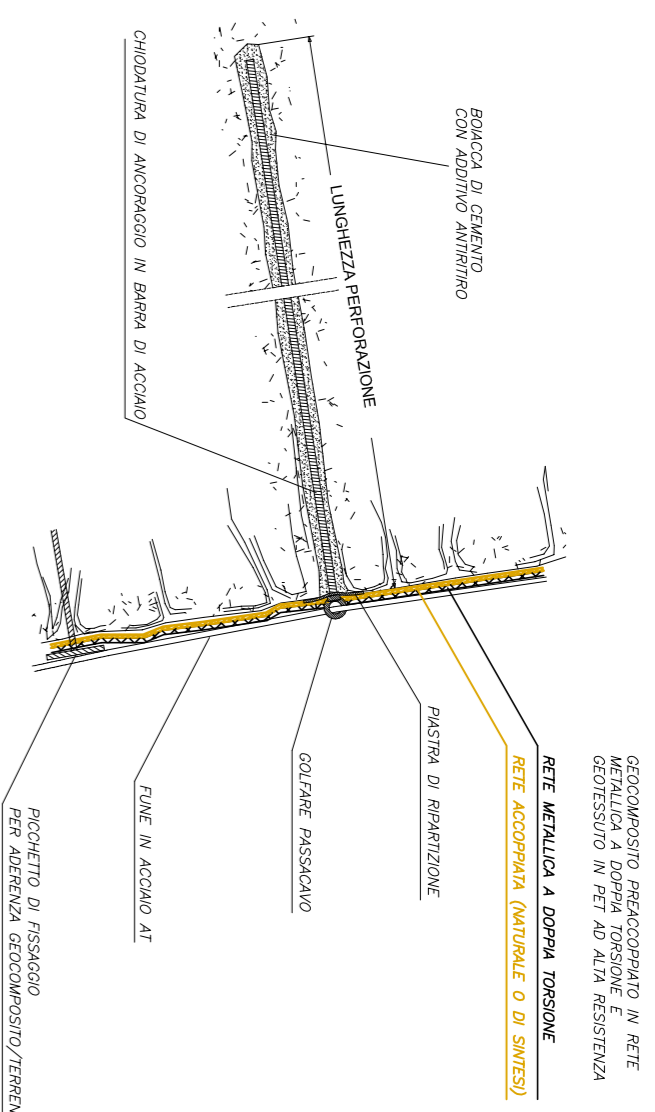 GEOCOMPOSITO PREACCOPPIATO IN RETE
METALLICA A DOPPIA TORSIONE E
GEOTESSUTO IN PET AD ALTA RESISTENZA
RETE METALLICA A DOPPIA TORSIONE
RETE ACCOPPIATA (NATURALE O DI SINTESI)
BOIACCA DI CEMENTO
CON ADDITIVO ANTIRITIRO
LUNGHEZZA PERFORAZIONE
PIASTRA DI RIPARTIZIONE
GOLFARE PASSACAVO
CHIODATURA DI ANCORAGGIO IN BARRA DI ACCIAIO
FUNE IN ACCIAIO AT
PICCHETTO DI FISSAGGIO
PER ADERENZA GEOCOMPOSITO/TERREN